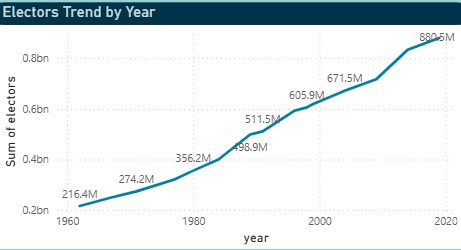 Electors Trend by Year
Sum of electors
0.8bn
0.6bn
0.4bn
0.2bn
216.4M
274.2M
356.2M
498.9M
511.5M
605.9M
671.5M
880.5M
1960
1980
2000
2020
year